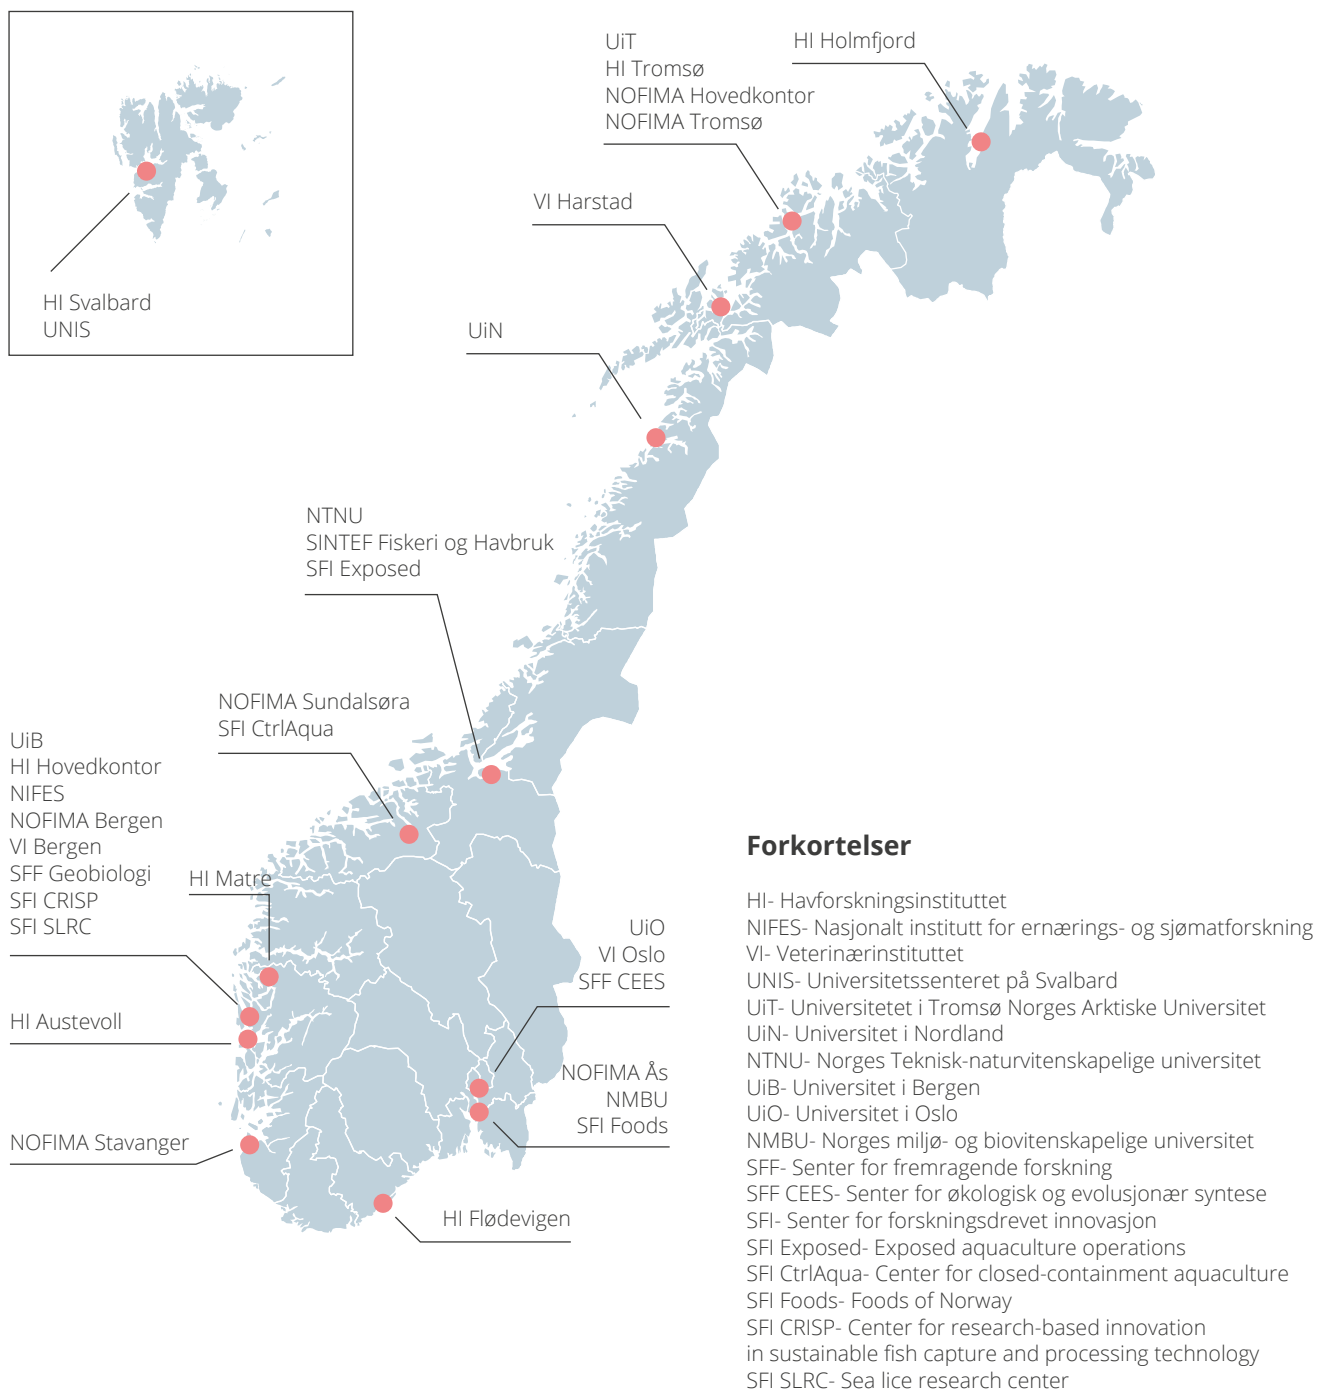 UiT
HI Tromsø
NOFIMA Hovedkontor
NOFIMA Tromsø
HI Holmfjord
VI Harstad
HI Svalbard
UNIS
UiN
NTNU
SINTEF Fiskeri og Havbruk
SFI Exposed
NOFIMA Sundalsøra
SFI CtrlAqua
UiB
HI Hovedkontor
NIFES
NOFIMA Bergen
VI Bergen
SFF Geobiologi
SFI CRISP
SFI SLRC
HI Matre
HI Austevoll
NOFIMA Stavanger
UiO
VI Oslo
SFF CEES
NOFIMA Ås
NMBU
SFI Foods
HI Flødevigen
Forkortelser
HI- Havforskningsinstituttet
NIFES- Nasjonalt institutt for ernærings- og sjømatforskning
VI- Veterinærinstituttet
UNIS- Universitetssenteret på Svalbard
UiT- Universitetet i Tromsø Norges Arktiske Universitet
UiN- Universitet i Nordland
NTNU- Norges Teknisk-naturvitenskapelige universitet
UiB- Universitet i Bergen
UiO- Universitet i Oslo
NMBU- Norges miljø- og biovitenskapelige universitet
SFF- Senter for fremragende forskning
SFF CEES- Senter for økologisk og evolusjonær syntese
SFI- Senter for forskningsdrevet innovasjon
SFI Exposed- Exposed aquaculture operations
SFI CtrlAqua- Center for closed-containment aquaculture
SFI Foods- Foods of Norway
SFI CRISP- Center for research-based innovation
in sustainable fish capture and processing technology
SFI SLRC- Sea lice research center